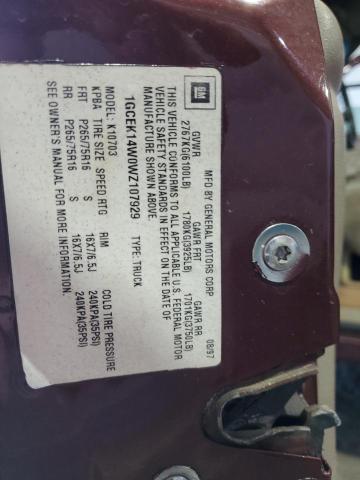 GM
MFD BY GENERAL MOTORS CORP 08/97
GVWR GAWR FRT GAWR RR
2767KG(6100LB) 1780KG(3925LB) 1701KG(3750LB)
THIS VEHICLE CONFORMS TO ALL APPLICABLE U.S. FEDERAL MOTOR
VEHICLE SAFETY STANDARDS IN EFFECT ON THE DATE OF
MANUFACTURE SHOWN ABOVE.
1GCEK14W0WZ107929 TYPE: TRUCK
MODEL: K10703
KPBA TIRE SIZE SPEED RTG RIM COLD TIRE PRESSURE
FRT P265/75R16 S 16X7/6.5J 240KPA(35PSI)
RR P265/75R16 S 16X7/6.5J 240KPA(35PSI)
SEE OWNER'S MANUAL FOR MORE INFORMATION.